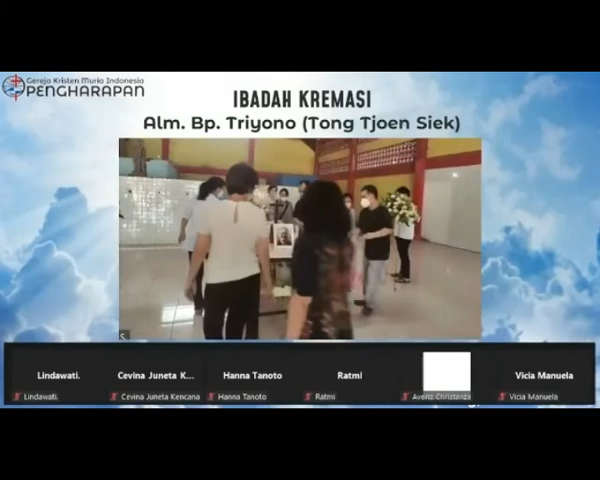 Gereja Kristen Muria Indonesia
PENGHARAPAN
IBADAH KREMASI
Alm. Bp. Triyono (Tong Tjoen Siek)
Lindawati. Cevina Juneta K... Hanna Tanoto Ratmi Vicia Manuela
Lindawati. Cevina Juneta Kencana Hanna Tanoto Ratmi Christanza Vicia Manuela